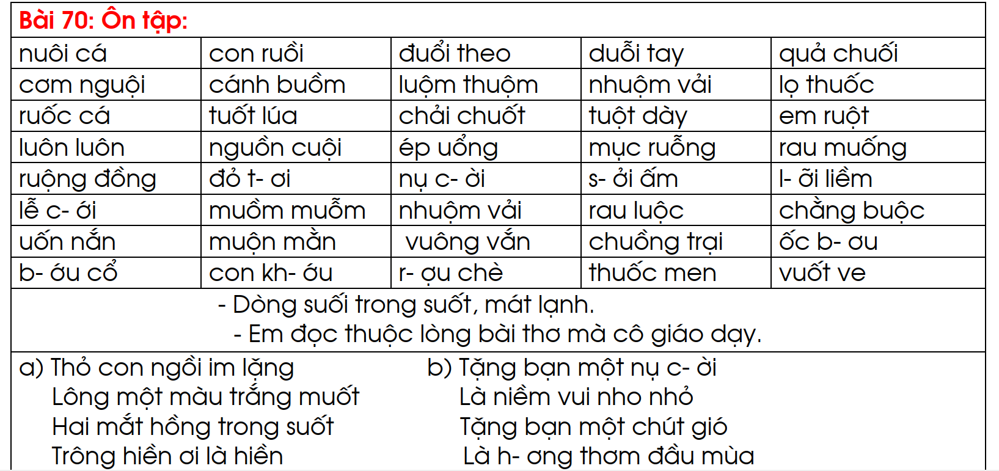 Bài 70: Ôn tập:
nuôi cá con ruồi đuổi theo duỗi tay quả chuối
cơm nguội cánh buồm luộm thuộm nhuộm vải lọ thuốc
ruốc cá tuốt lúa chải chuốt tuột dày em ruột
luôn luôn nguồn cuội ép uổng mục ruỗng rau muống
ruộng đồng đỏ t- ơi nụ c- ời s- ởi ấm l- ỡi liềm
lễ c- ới muồm muỗm nhuộm vải rau luộc chằng buộc
uốn nắn muộn mằn vuông vắn chuồng trại ốc b- ơu
b- ớu cổ con kh- ớu r- ợu chè thuốc men vuốt ve
- Dòng suối trong suốt, mát lạnh.
- Em đọc thuộc lòng bài thơ mà cô giáo dạy.
a) Thỏ con ngồi im lặng
Lông một màu trắng muốt
Hai mắt hồng trong suốt
Trông hiền ơi là hiền
b) Tặng bạn một nụ c- ời
Là niềm vui nho nhỏ
Tặng bạn một chút gió
Là h- ơng thơm đầu mùa